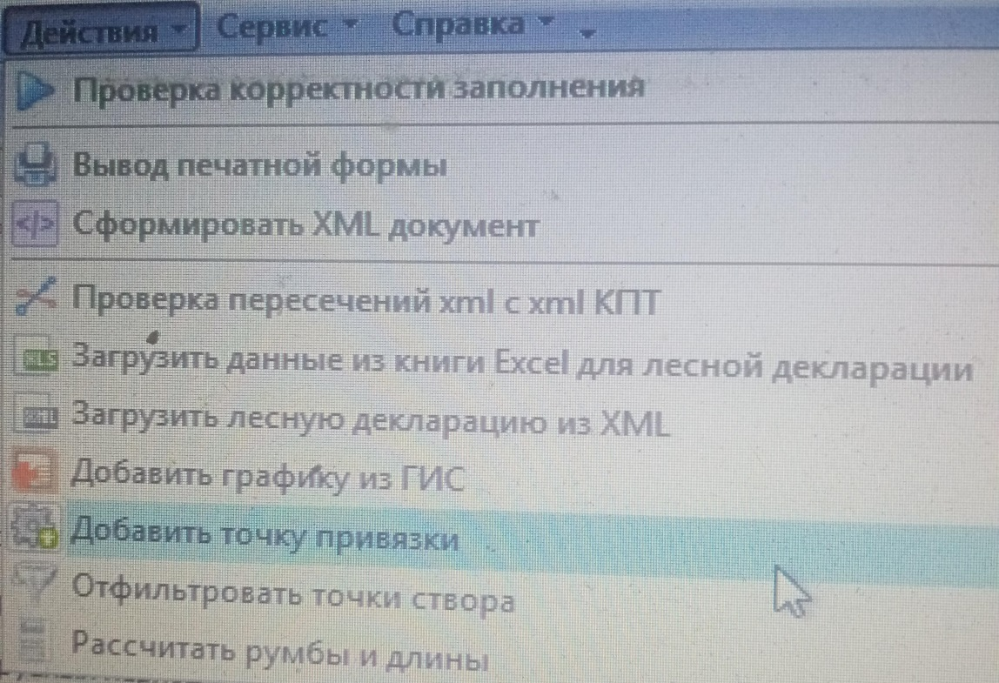 Действия Сервис Справка
Проверка корректности заполнения
Вывод печатной формы
</> Сформировать XML документ
Проверка пересечений xml с xml КПТ
XLS Загрузить данные из книги Excel для лесной декларации
XML Загрузить лесную декларацию из XML
Добавить графику из ГИС
Добавить точку привязки
Отфильтровать точки створа
Рассчитать румбы и длины